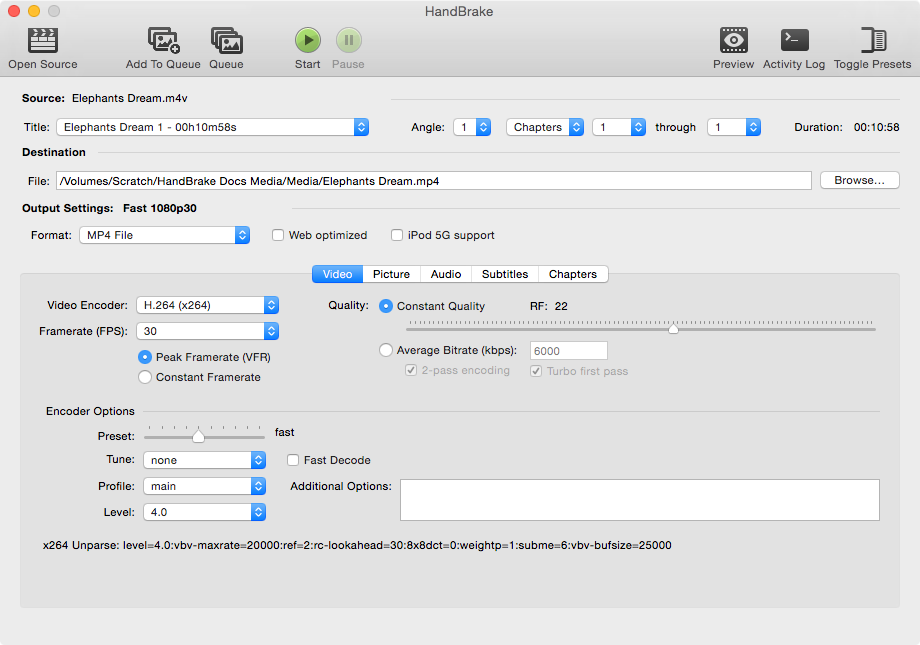 HandBrake
Open Source Add To Queue Queue Start Pause Preview Activity Log Toggle Presets
Source: Elephants Dream.m4v
Title: Elephants Dream 1 - 00h10m58s Angle: 1 Chapters 1 through 1 Duration: 00:10:58
Destination
File: /Volumes/Scratch/HandBrake Docs Media/Media/Elephants Dream.mp4 Browse...
Output Settings: Fast 1080p30
Format: MP4 File Web optimized iPod 5G support
Video Picture Audio Subtitles Chapters
Video Encoder: H.264 (x264) Quality: Constant Quality RF: 22
Framerate (FPS): 30
Peak Framerate (VFR) Average Bitrate (kbps): 6000
Constant Framerate 2-pass encoding Turbo first pass
Encoder Options
Preset: fast
Tune: none Fast Decode
Profile: main Additional Options:
Level: 4.0
x264 Unparse: level=4.0:vbv-maxrate=20000:ref=2:rc-lookahead=30:8x8dct=0:weightp=1:subme=6:vbv-bufsize=25000